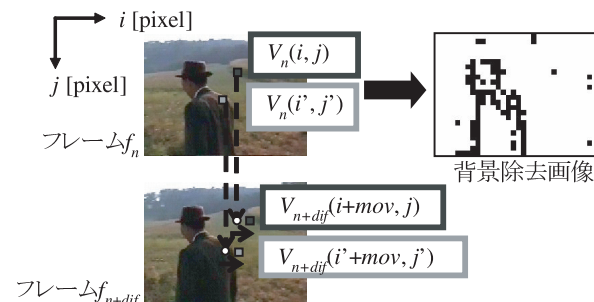 i [pixel]
j [pixel]
V_n(i, j)
V_n(i', j')
フレームf_n
背景除去画像
V_{n+dif}(i+mov, j)
V_{n+dif}(i'+mov, j')
フレームf_{n+dif}